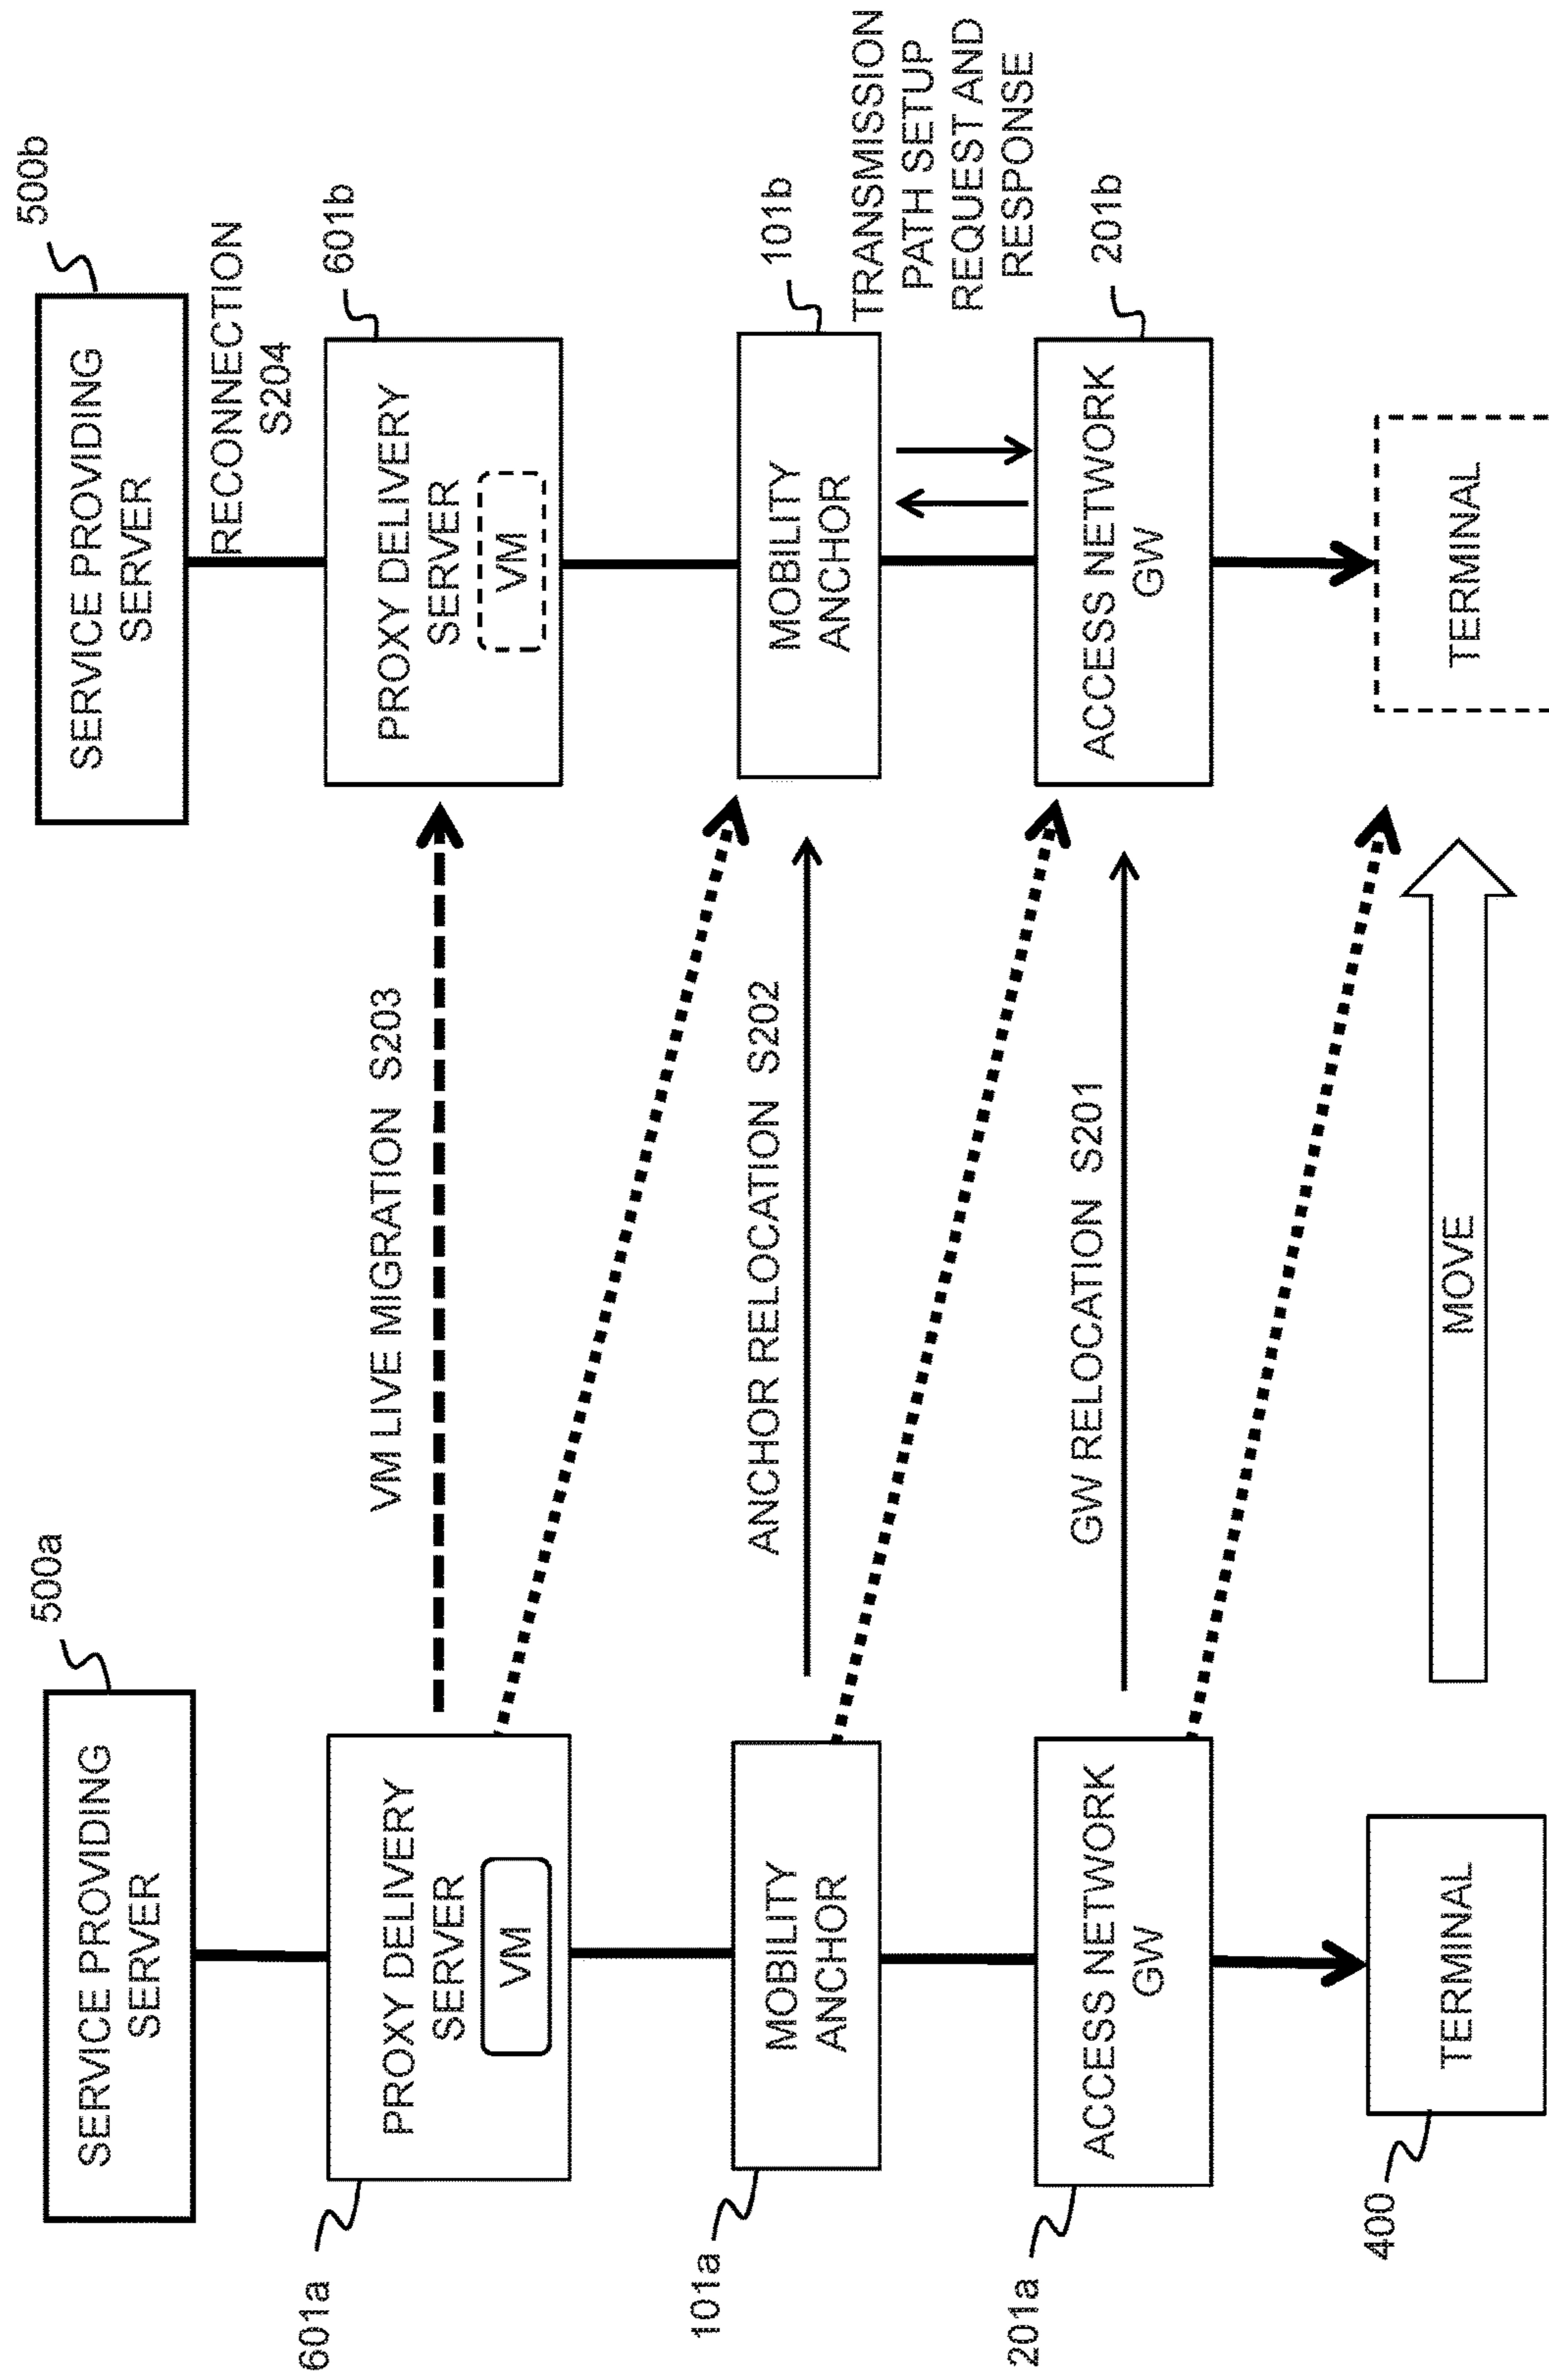 500a
SERVICE PROVIDING
SERVER
601a
PROXY DELIVERY
SERVER
VM
101a
MOBILITY
ANCHOR
201a
ACCESS NETWORK
GW
400
TERMINAL
VM LIVE MIGRATION S203
ANCHOR RELOCATION S202
GW RELOCATION S201
MOVE
500b
SERVICE PROVIDING
SERVER
RECONNECTION
S204
601b
PROXY DELIVERY
SERVER
VM
101b
MOBILITY
ANCHOR
TRANSMISSION
PATH SETUP
REQUEST AND
RESPONSE
201b
ACCESS NETWORK
GW
TERMINAL